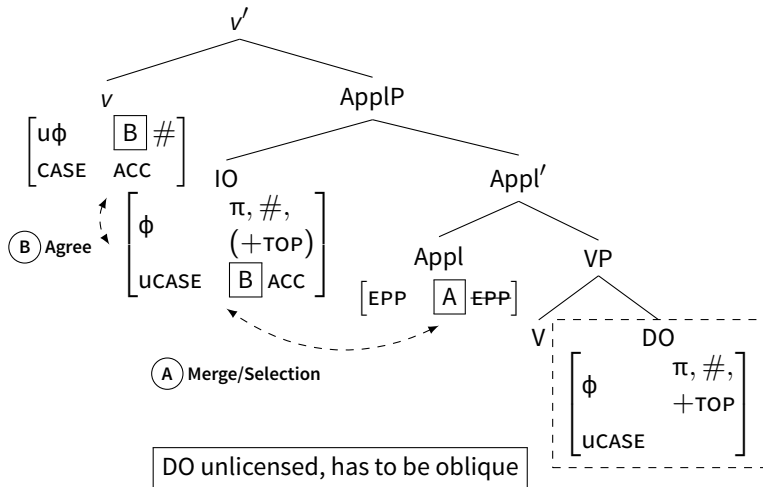 v′
v
ApplP
uϕ B #
CASE ACC
IO
Appl′
ϕ π, #,
(+TOP)
uCASE B ACC
B Agree
Appl
VP
EPP A EPP
V
DO
A Merge/Selection
ϕ π, #,
+TOP
uCASE
DO unlicensed, has to be oblique